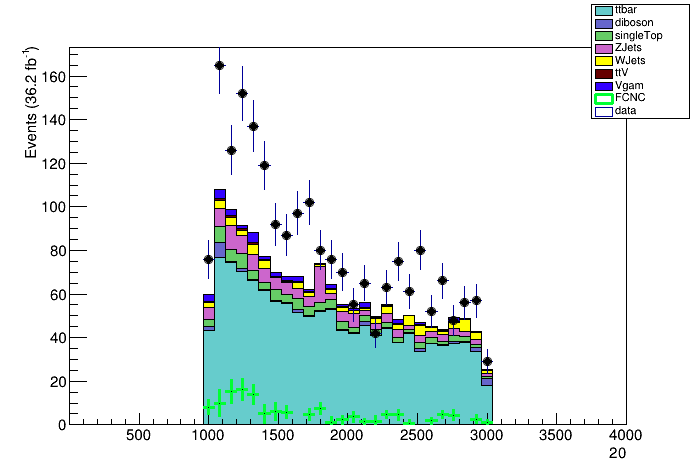 ttbar
diboson
singleTop
ZJets
WJets
ttV
Vgam
FCNC
data
Events (36.2 fb⁻¹)
160
140
120
100
80
60
40
20
0
500 1000 1500 2000 2500 3000 3500 4000
20